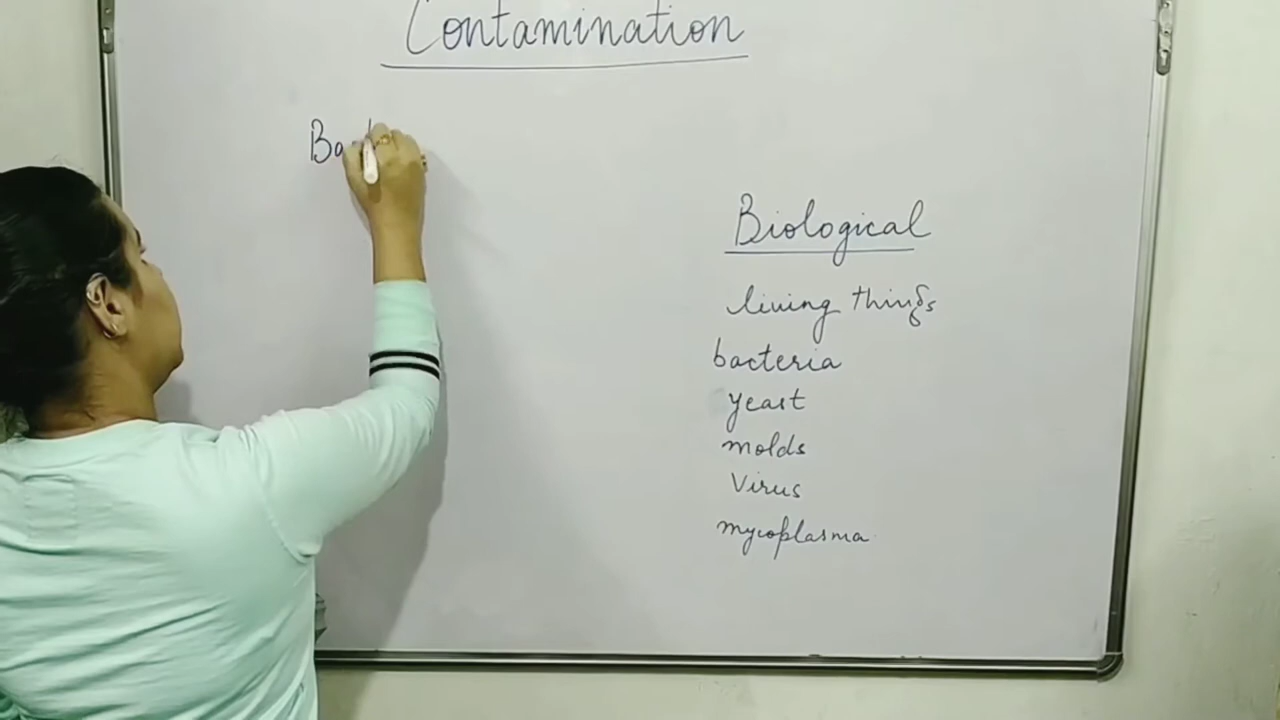 Contamination
Biological
living things
bacteria
yeast
molds
Virus
mycoplasma